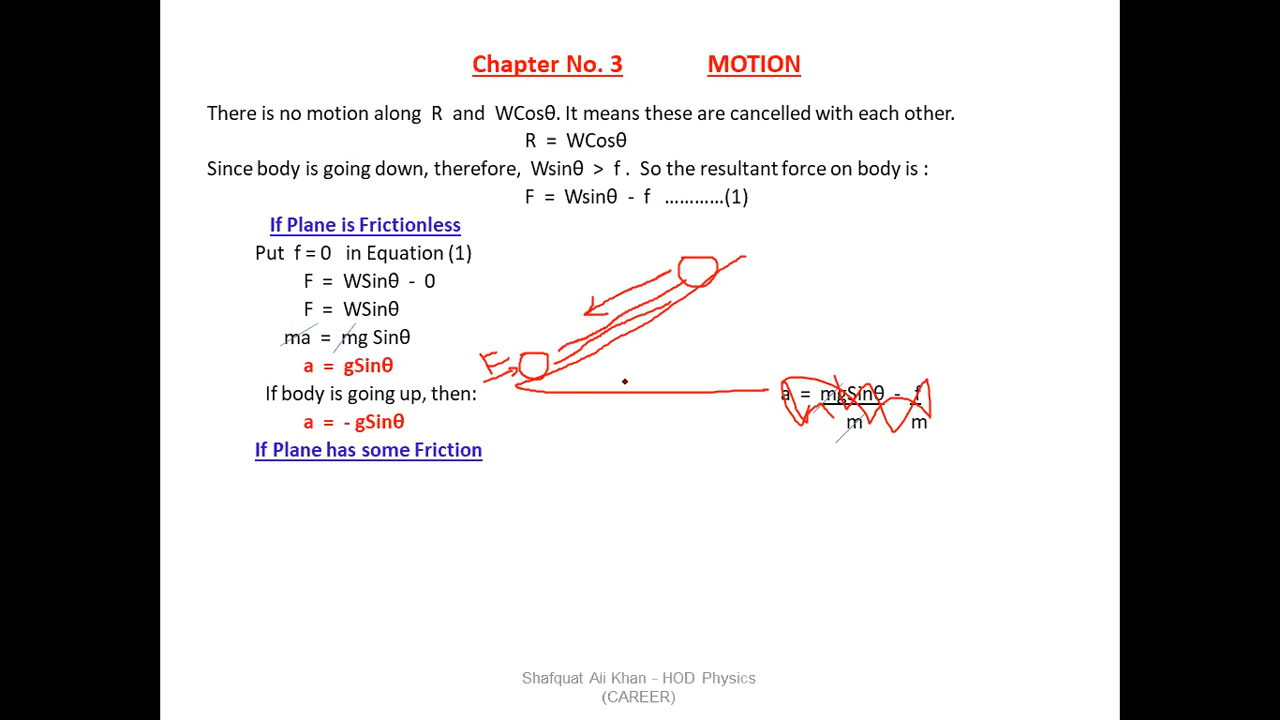 Chapter No. 3 MOTION
There is no motion along R and WCosθ. It means these are cancelled with each other.
R = WCosθ
Since body is going down, therefore, Wsinθ > f . So the resultant force on body is :
F = Wsinθ - f …………(1)
If Plane is Frictionless
Put f = 0 in Equation (1)
F = WSinθ - 0
F = WSinθ
ma = mg Sinθ
a = gSinθ
F
If body is going up, then:
a = mgSinθ - f
m m
a = - gSinθ
If Plane has some Friction
Shafquat Ali Khan – HOD Physics
(CAREER)